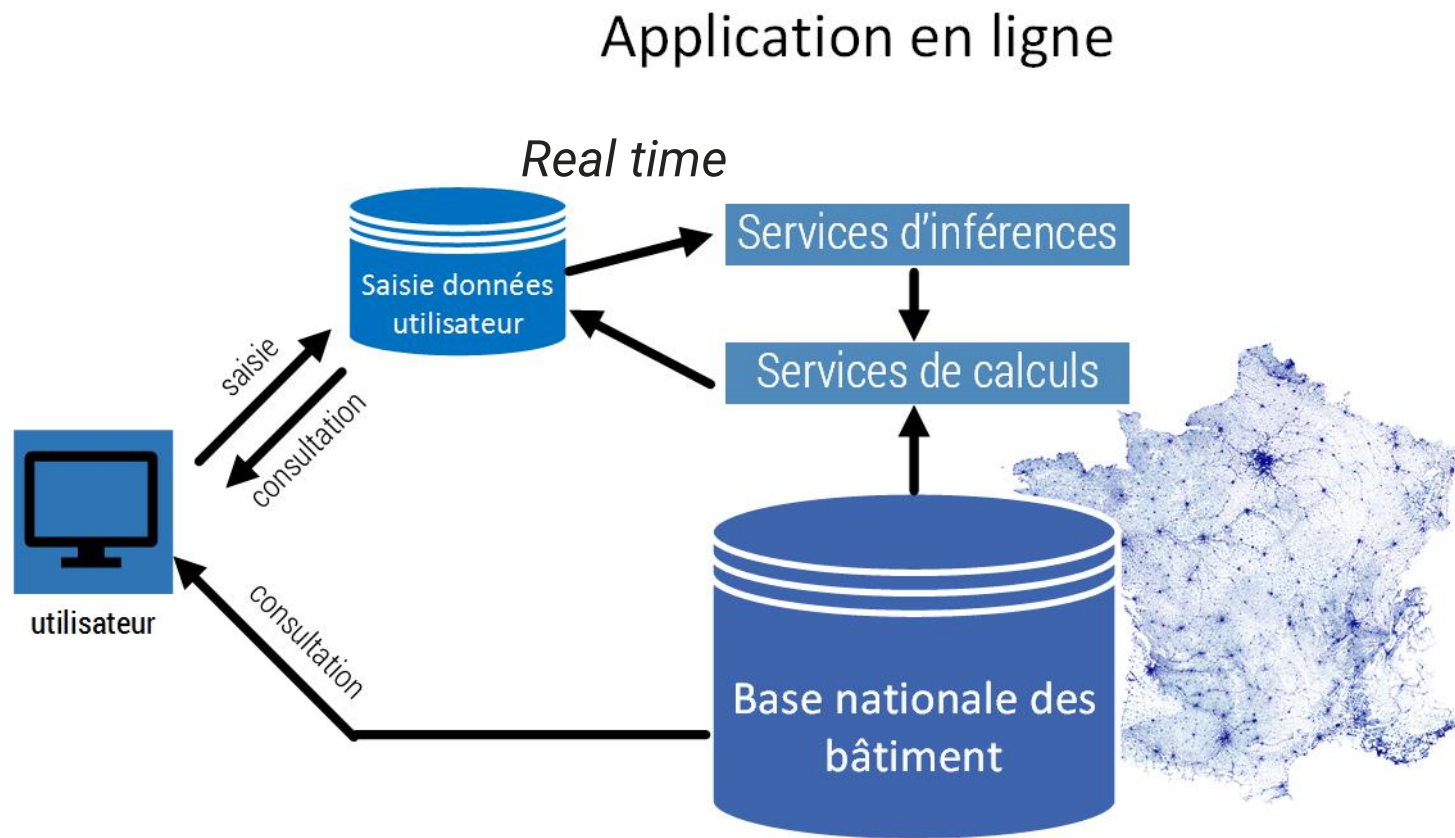 Application en ligne
Real time
Services d'inférences
Saisie données
utilisateur
Services de calculs
saisie
consultation
utilisateur
consultation
Base nationale des
bâtiment